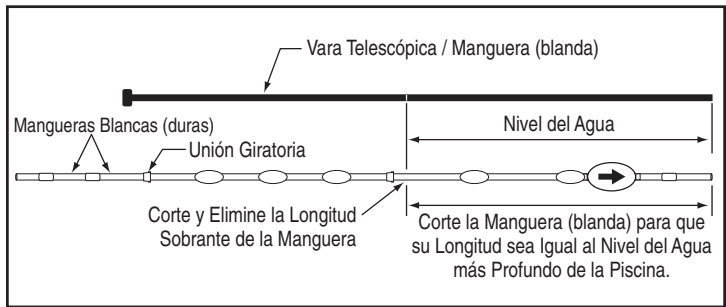 Vara Telescópica / Manguera (blanda)
Mangueras Blancas (duras)
Nivel del Agua
Unión Giratoria
Corte y Elimine la Longitud
Sobrante de la Manguera
Corte la Manguera (blanda) para que
su Longitud sea Igual al Nivel del Agua
más Profundo de la Piscina.